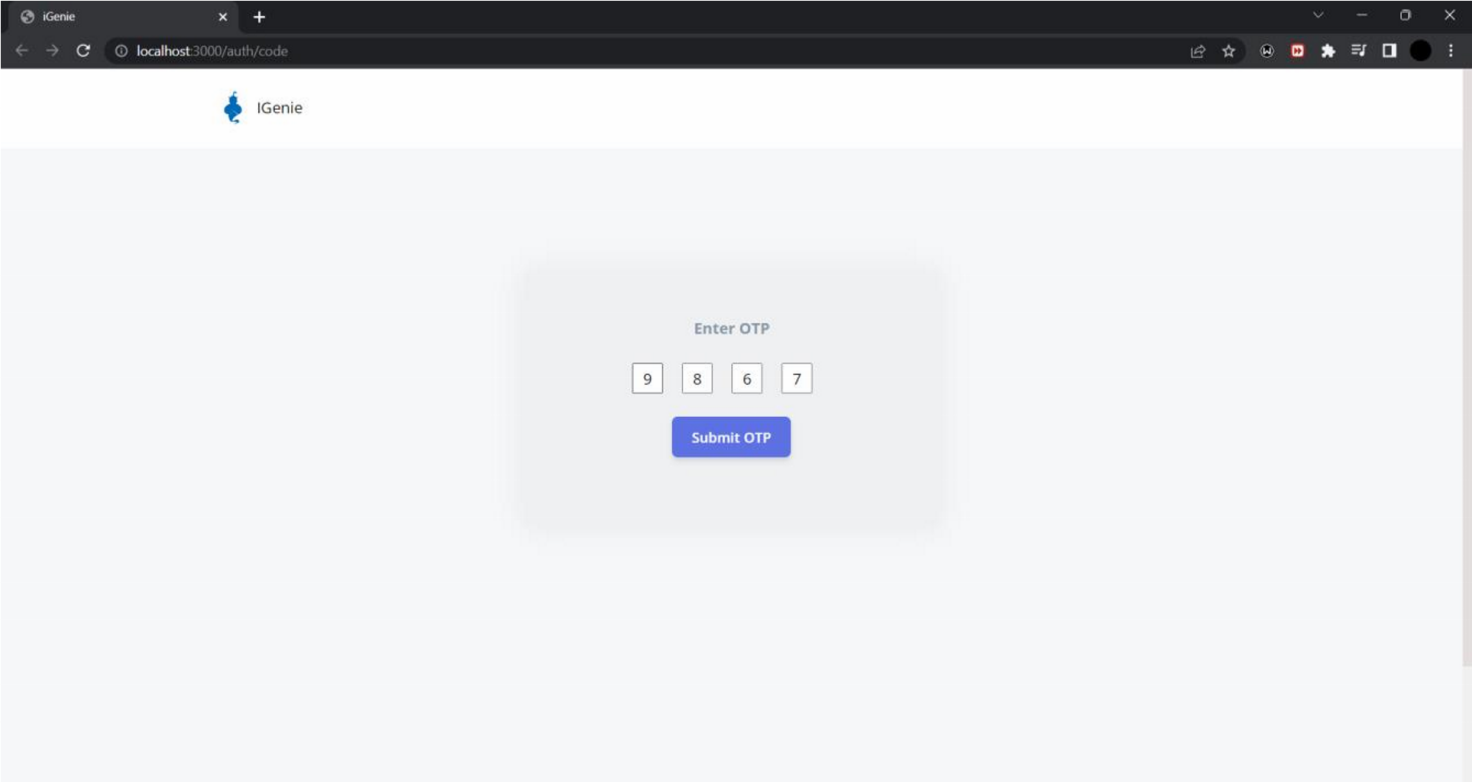 iGenie
localhost:3000/auth/code
IGenie
Enter OTP
9 8 6 7
Submit OTP